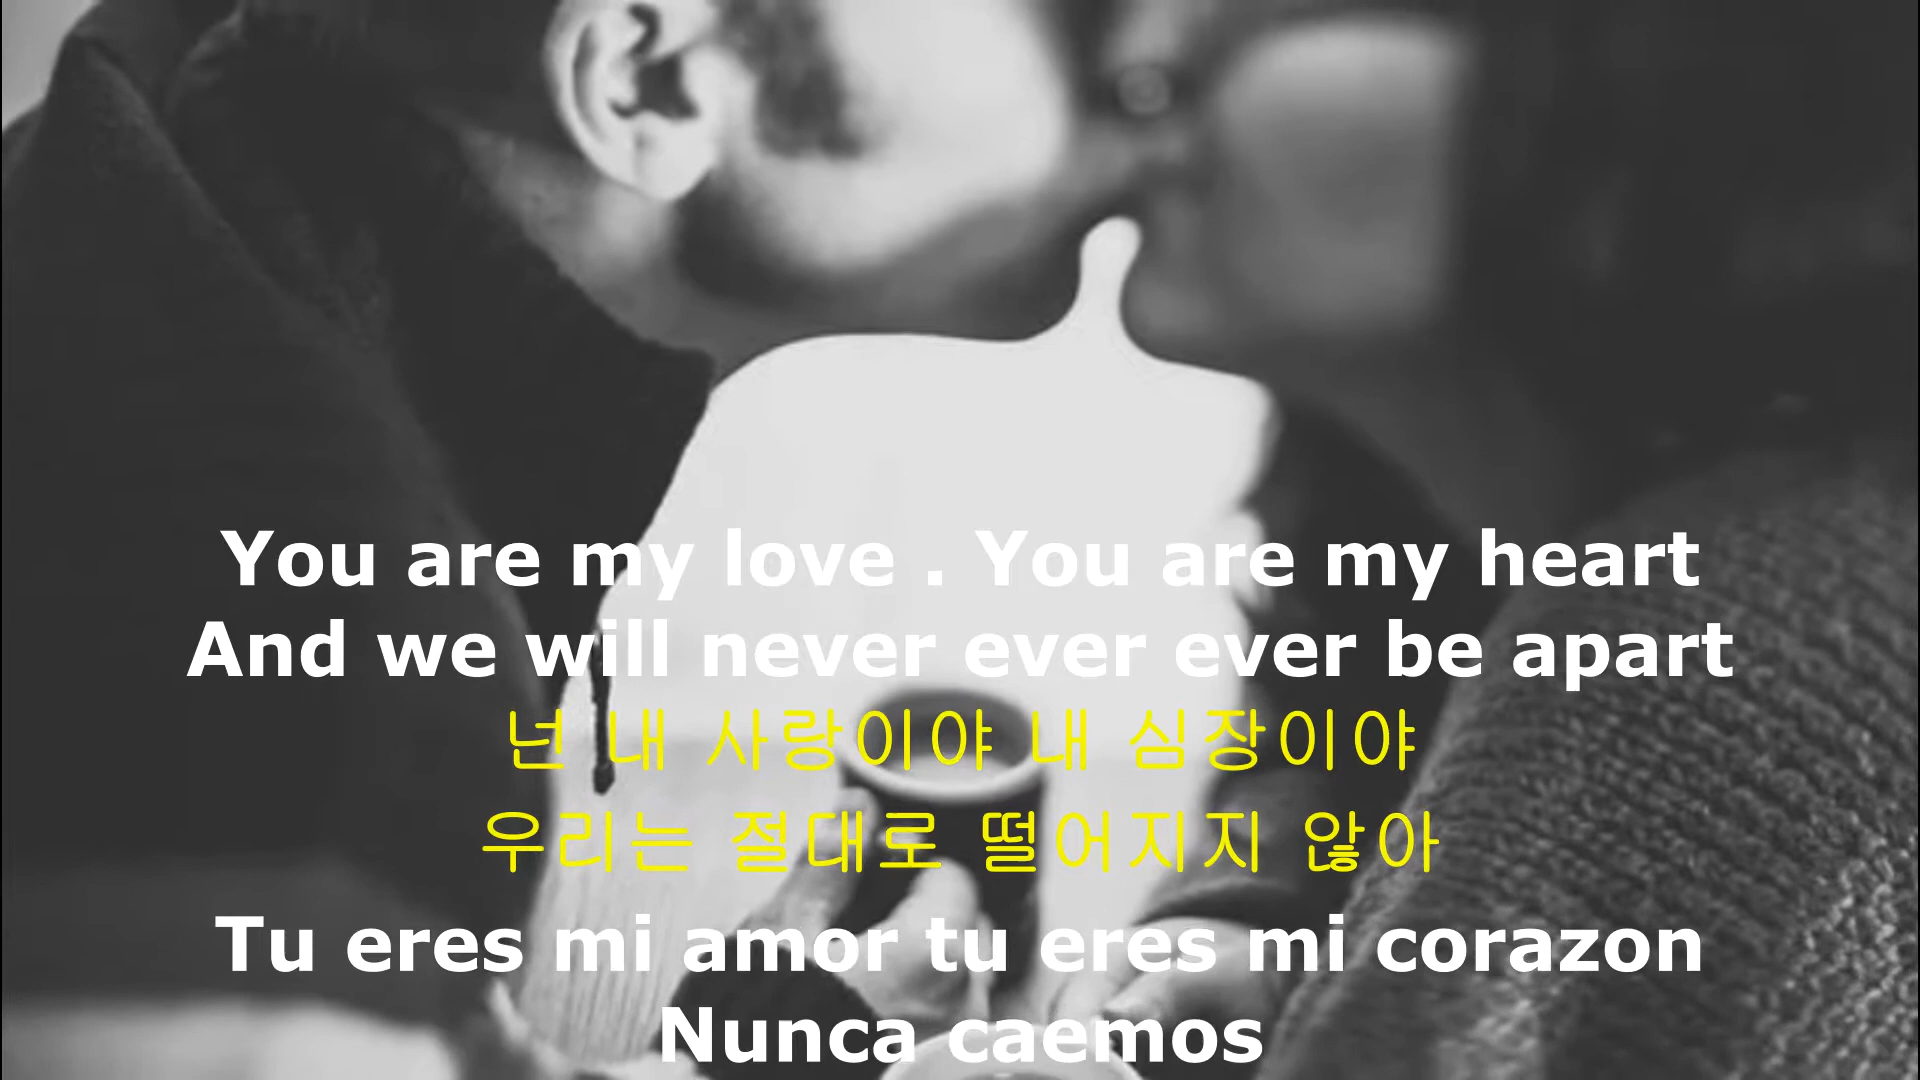 You are my love . You are my heart
And we will never ever ever be apart
넌 내 사랑이야 내 심장이야
우리는 절대로 떨어지지 않아
Tu eres mi amor tu eres mi corazon
Nunca caemos